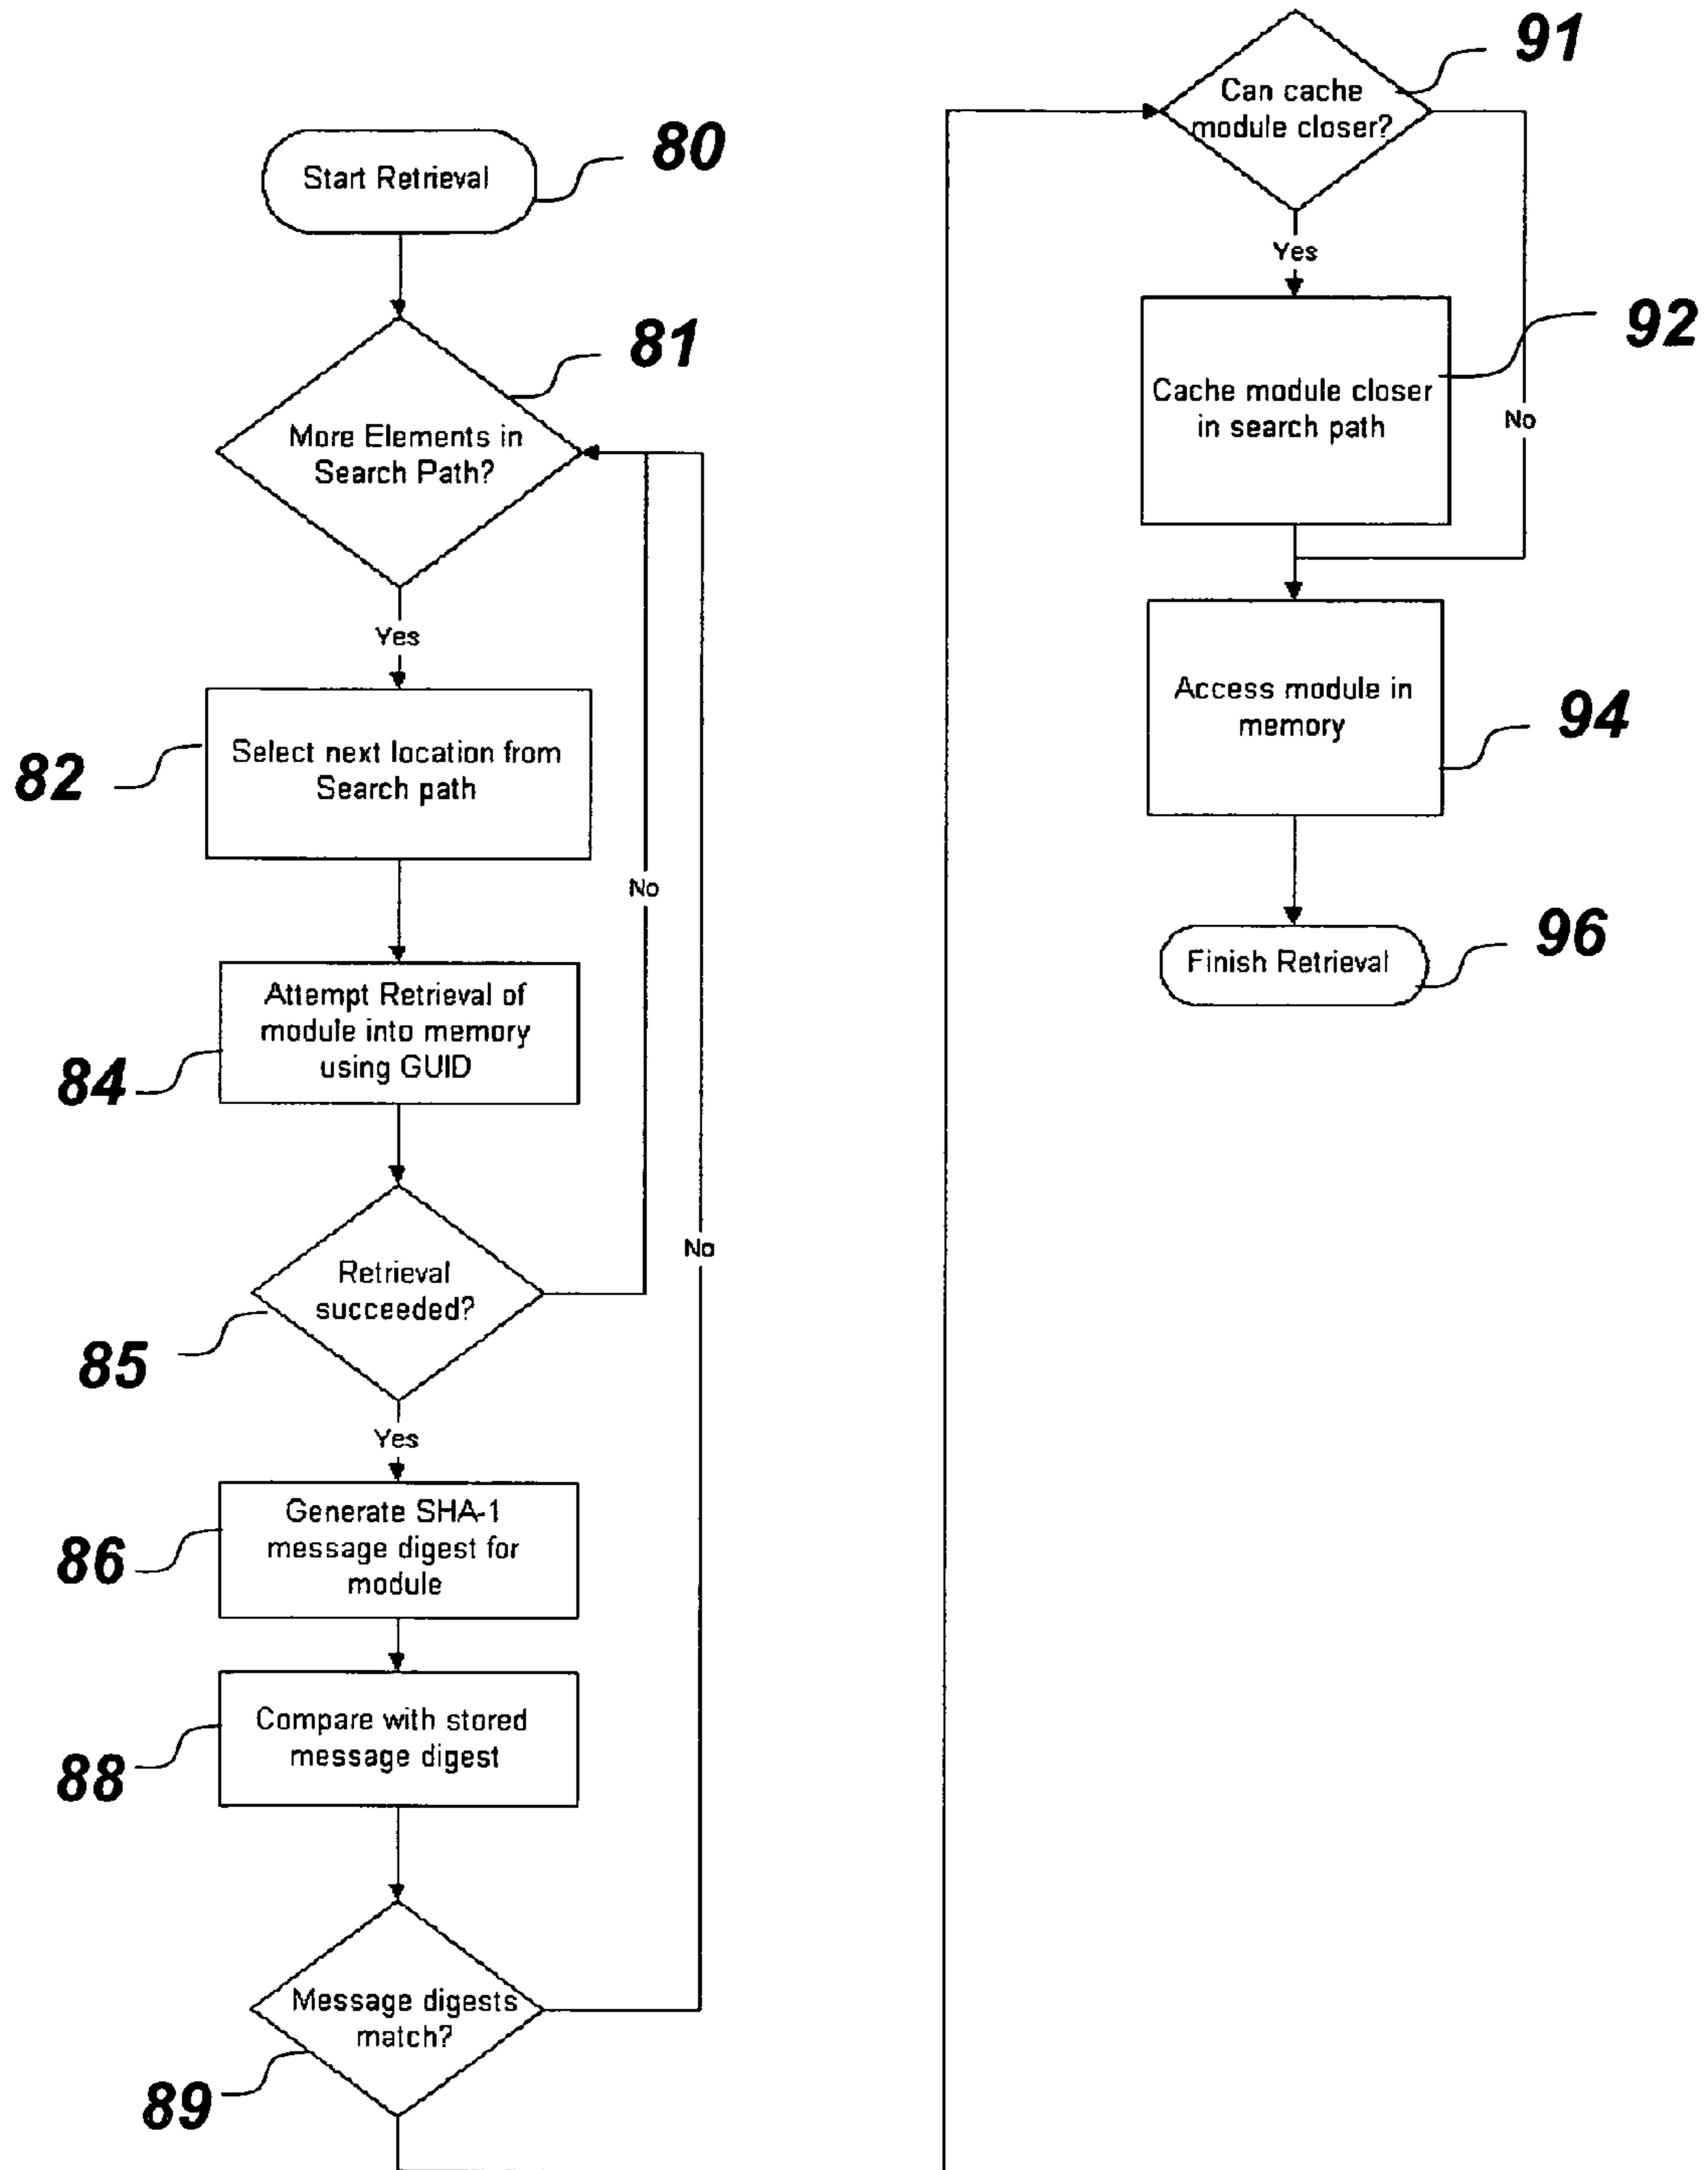 Start Retrieval
80
More Elements in
Search Path?
81
Yes
Select next location from
Search path
82
No
Attempt Retrieval of
module into memory
using GUID
84
Retrieval
succeeded?
85
No
Yes
Generate SHA-1
message digest for
module
86
Compare with stored
message digest
88
Message digests
match?
89
Can cache
module closer?
91
Yes
Cache module closer
in search path
92
No
Access module in
memory
94
Finish Retrieval
96